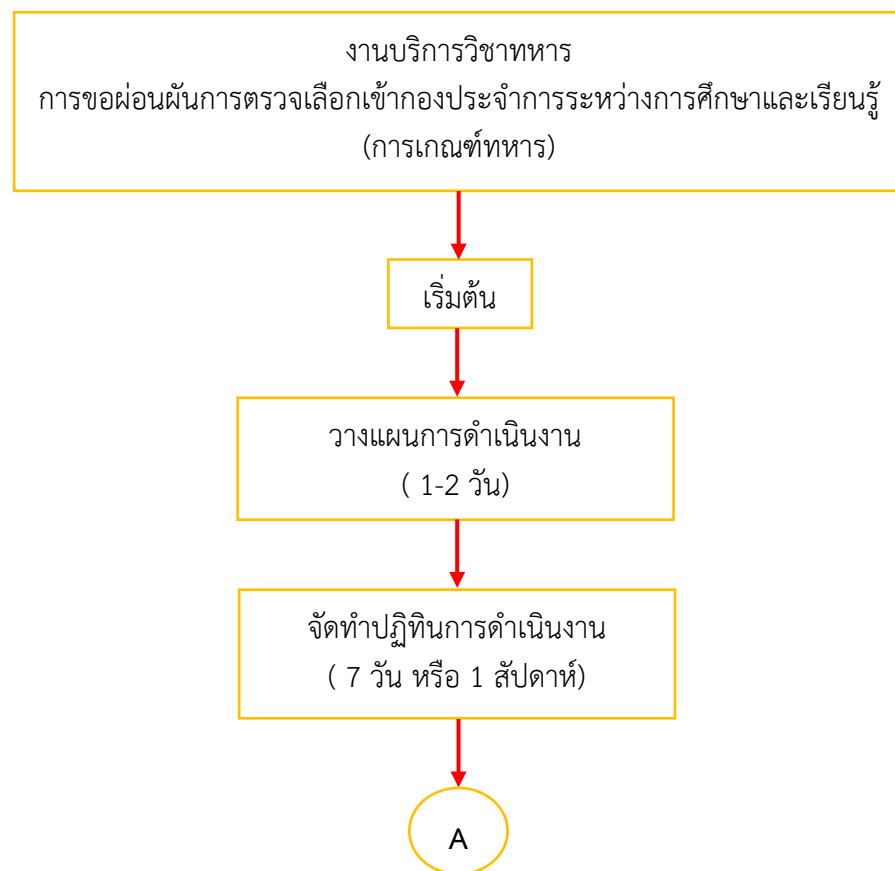 งานบริการวิชาทหาร
การขอผ่อนผันการตรวจเลือกเข้ากองประจำการระหว่างการศึกษาและเรียนรู้
(การเกณฑ์ทหาร)
เริ่มต้น
วางแผนการดำเนินงาน
( 1-2 วัน)
จัดทำปฏิทินการดำเนินงาน
( 7 วัน หรือ 1 สัปดาห์)
A